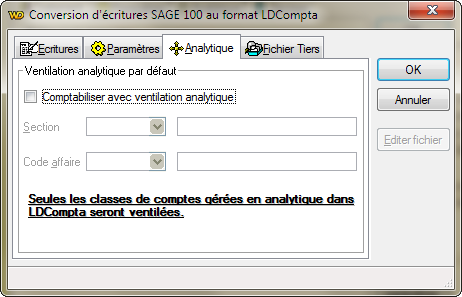 Conversion d'écritures SAGE 100 au format LDCompta
Ecritures
Paramètres
Analytique
Fichier Tiers
Ventilation analytique par défaut
Comptabiliser avec ventilation analytique
Section
Code affaire
Seules les classes de comptes gérées en analytique dans
LDCompta seront ventilées.
OK
Annuler
Editer fichier